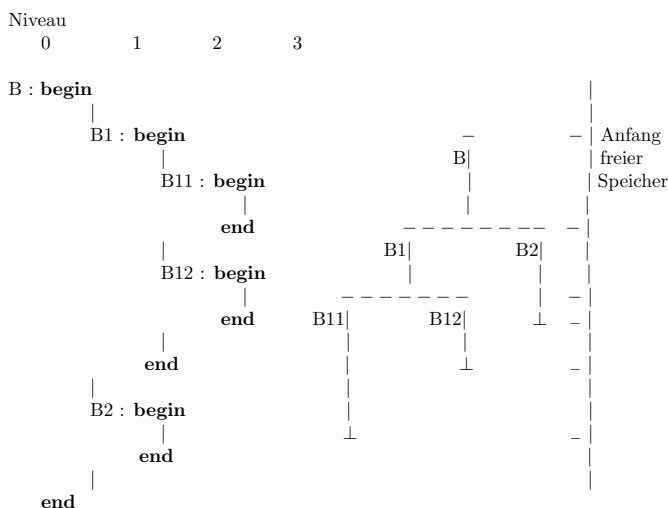 Niveau
0 1 2 3
B : begin
B1 : begin Anfang
B freier
B11 : begin Speicher
end
B1 B2
B12 : begin
end B11 B12
end
B2 : begin
end
end